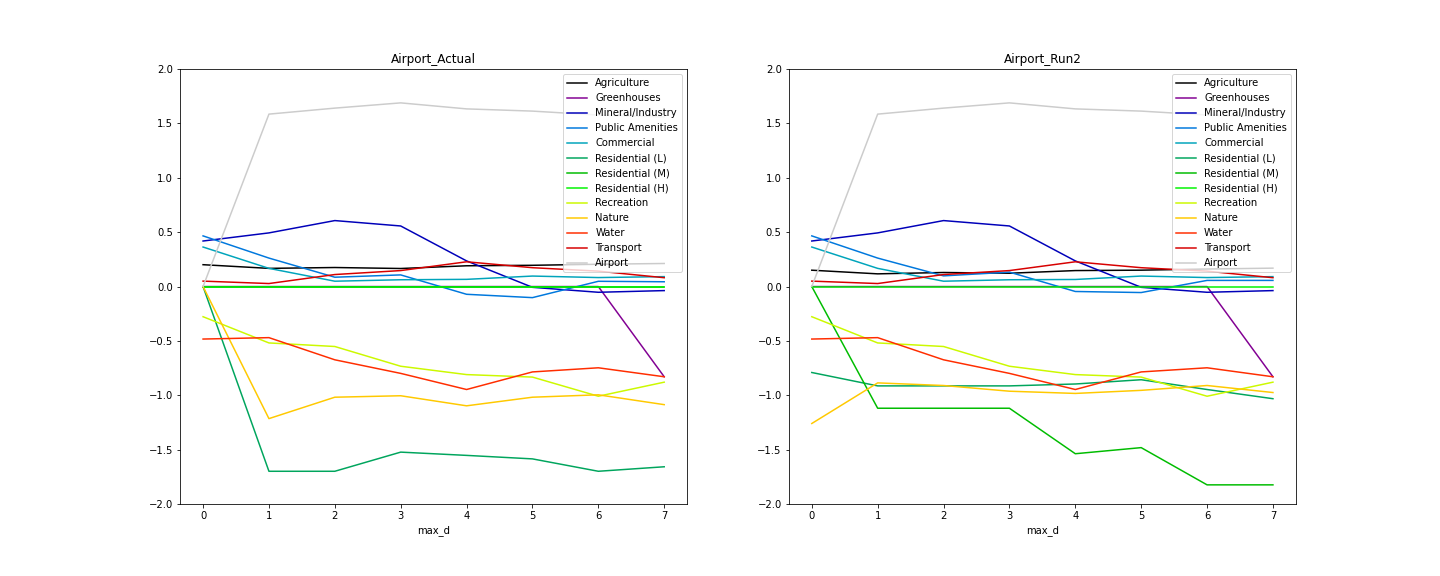 Airport_Actual
2.0
1.5
1.0
0.5
0.0
−0.5
−1.0
−1.5
−2.0
0 1 2 3 4 5 6 7
max_d
Agriculture
Greenhouses
Mineral/Industry
Public Amenities
Commercial
Residential (L)
Residential (M)
Residential (H)
Recreation
Nature
Water
Transport
Airport
Airport_Run2
2.0
1.5
1.0
0.5
0.0
−0.5
−1.0
−1.5
−2.0
0 1 2 3 4 5 6 7
max_d
Agriculture
Greenhouses
Mineral/Industry
Public Amenities
Commercial
Residential (L)
Residential (M)
Residential (H)
Recreation
Nature
Water
Transport
Airport